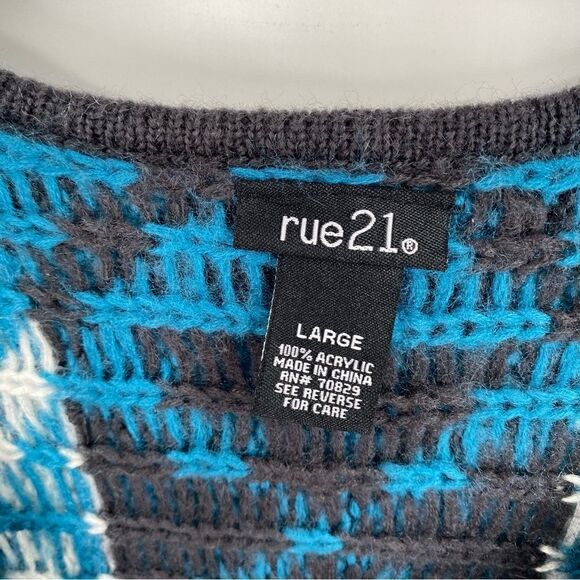 rue21®
LARGE
100% ACRYLIC
MADE IN CHINA
RN# 70829
SEE REVERSE
FOR CARE